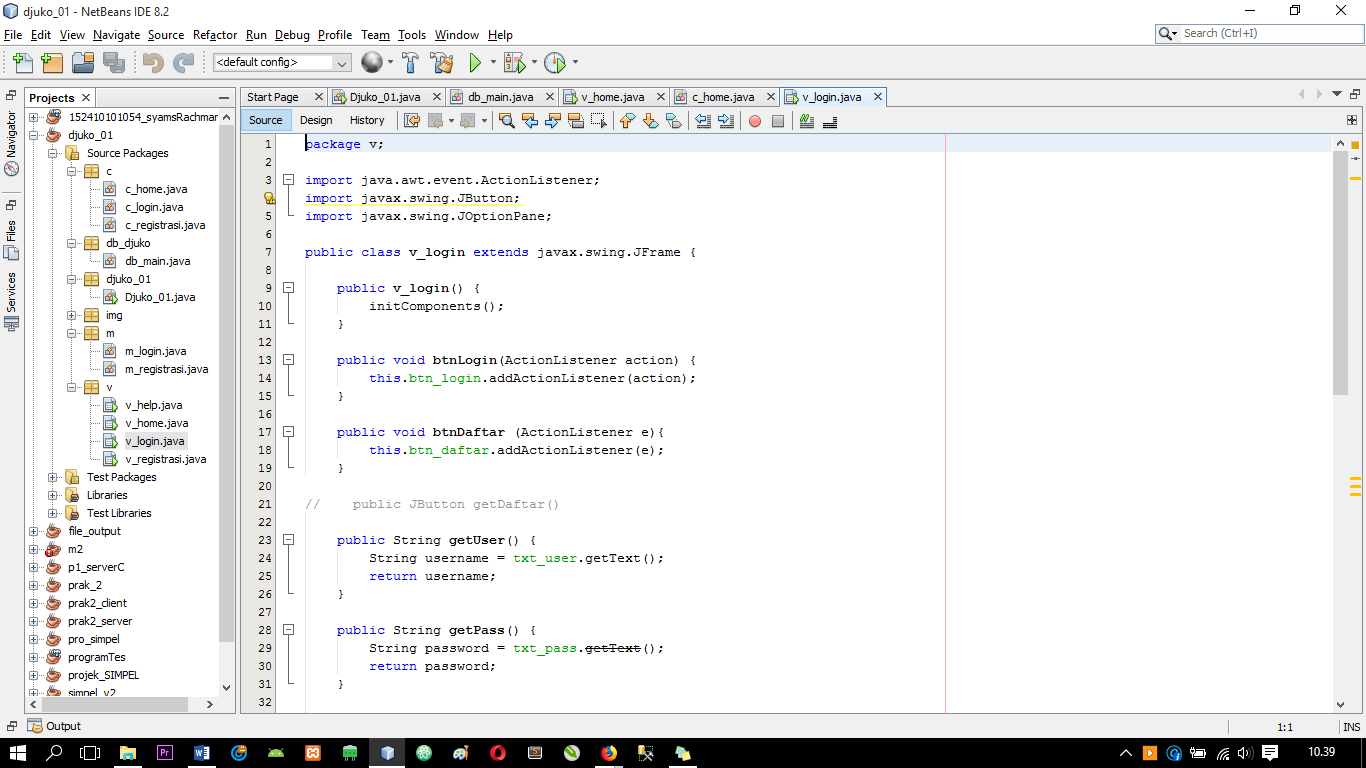 djuko_01 - NetBeans IDE 8.2
File Edit View Navigate Source Refactor Run Debug Profile Team Tools Window Help
Search (Ctrl+I)
<default config>
Projects
Navigator
Files
Services
152410101054_syamsRachmar
djuko_01
Source Packages
c
c_home.java
c_login.java
c_registrasi.java
db_djuko
db_main.java
djuko_01
Djuko_01.java
img
m
m_login.java
m_registrasi.java
v
v_help.java
v_home.java
v_login.java
v_registrasi.java
Test Packages
Libraries
Test Libraries
file_output
m2
p1_serverC
prak_2
prak2_client
prak2_server
pro_simpel
programTes
projek_SIMPEL
simpel_v2
Start Page Djuko_01.java db_main.java v_home.java c_home.java v_login.java
Source Design History
1 package v;
2
3 import java.awt.event.ActionListener;
import javax.swing.JButton;
5 import javax.swing.JOptionPane;
6
7 public class v_login extends javax.swing.JFrame {
8
9 public v_login() {
10 initComponents();
11 }
12
13 public void btnLogin(ActionListener action) {
14 this.btn_login.addActionListener(action);
15 }
16
17 public void btnDaftar (ActionListener e){
18 this.btn_daftar.addActionListener(e);
19 }
20
21 // public JButton getDaftar()
22
23 public String getUser() {
24 String username = txt_user.getText();
25 return username;
26 }
27
28 public String getPass() {
29 String password = txt_pass.getText();
30 return password;
31 }
32
Output
1:1 INS
Pr
10.39